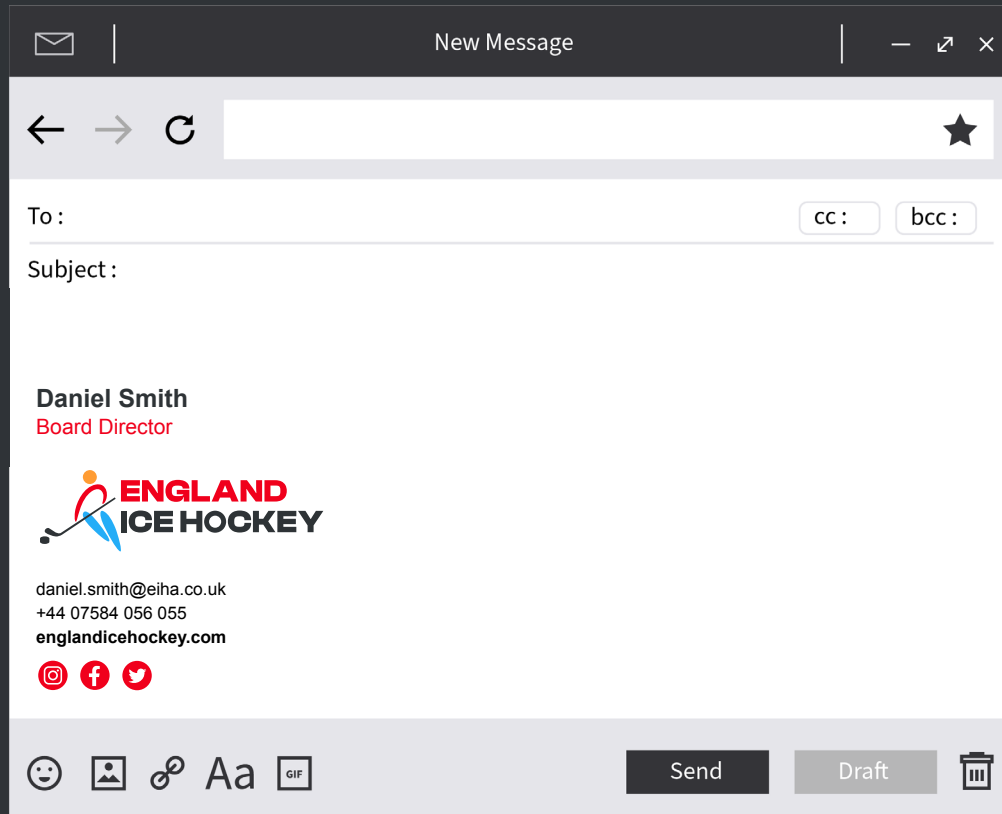 New Message
To :
cc :
bcc :
Subject :
Daniel Smith
Board Director
ENGLAND
ICE HOCKEY
daniel.smith@eiha.co.uk
+44 07584 056 055
englandicehockey.com
Aa
GIF
Send
Draft